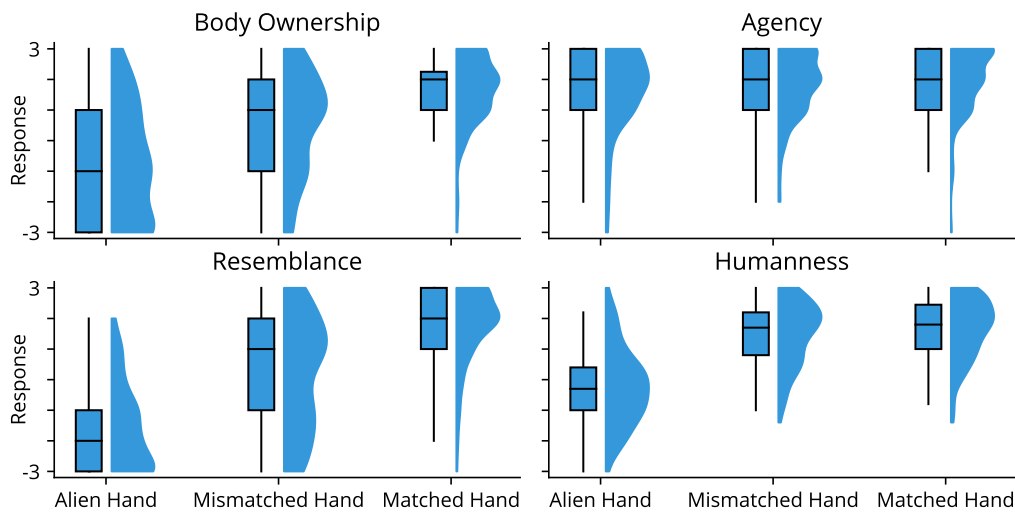 Body Ownership
Agency
3
Response
-3
Resemblance
Humanness
3
Response
-3
Alien Hand Mismatched Hand Matched Hand
Alien Hand Mismatched Hand Matched Hand